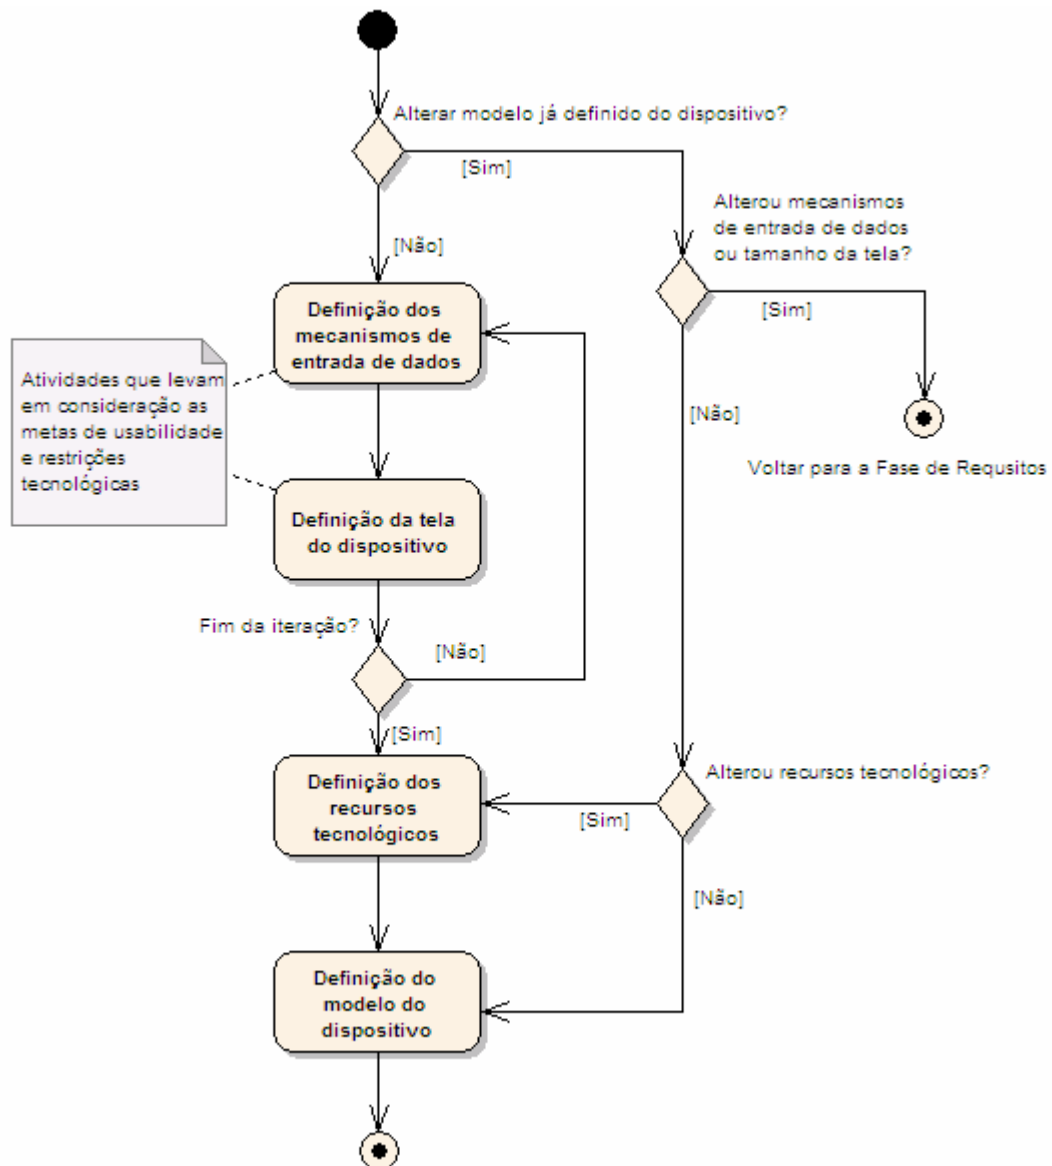 Alterar modelo já definido do dispositivo?
[Sim]
Alterou mecanismos
de entrada de dados
ou tamanho da tela?
[Não]
[Sim]
Definição dos
mecanismos de
entrada de dados
Atividades que levam
em consideração as
metas de usabilidade
e restrições
tecnológicas
[Não]
Voltar para a Fase de Requsitos
Definição da tela
do dispositivo
Fim da iteração?
[Não]
[Sim]
Alterou recursos tecnológicos?
Definição dos
recursos
tecnológicos
[Sim]
[Não]
Definição do
modelo do
dispositivo